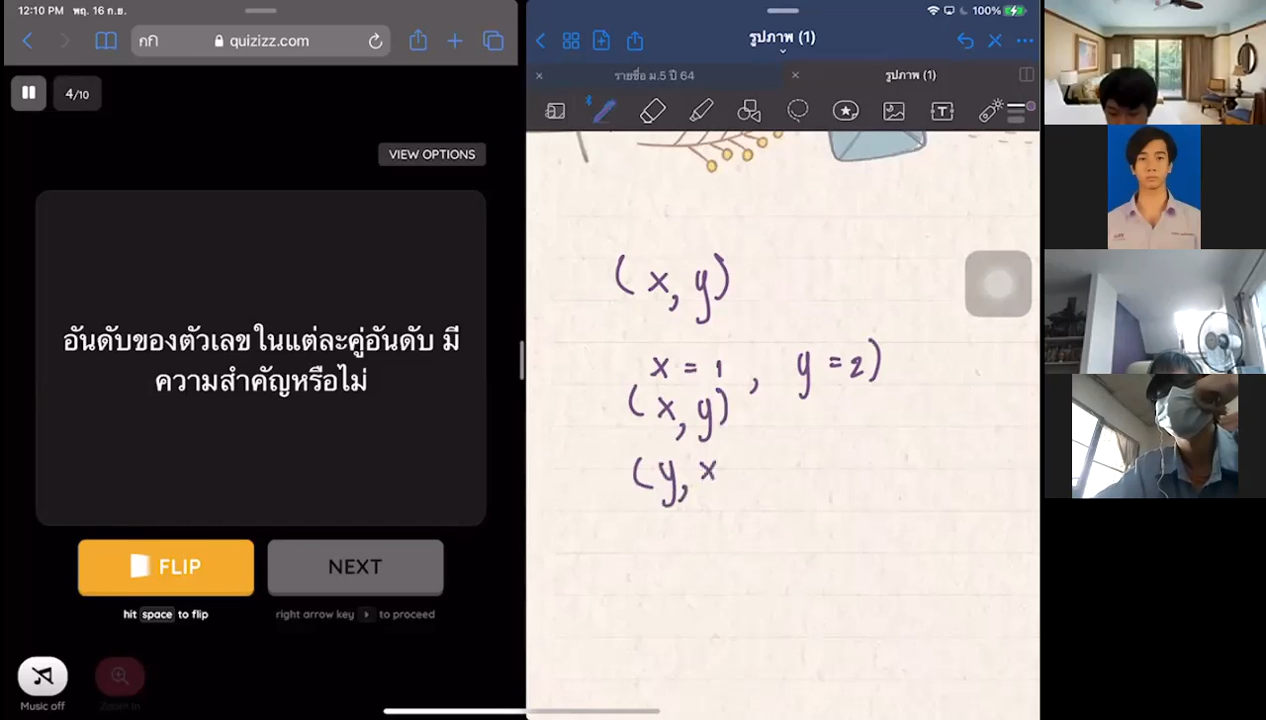 12:10 PM พฤ. 16 ก.ย.
100%
กก
quizizz.com
รูปภาพ (1)
รายชื่อ ม.5 ปี 64
รูปภาพ (1)
4/10
VIEW OPTIONS
อันดับของตัวเลขในแต่ละคู่อันดับ มี
ความสำคัญหรือไม่
FLIP
NEXT
hit space to flip
right arrow key to proceed
Music off
Zoom in
(x, y)
x = 1 , y = 2)
(x, y)
(y, x